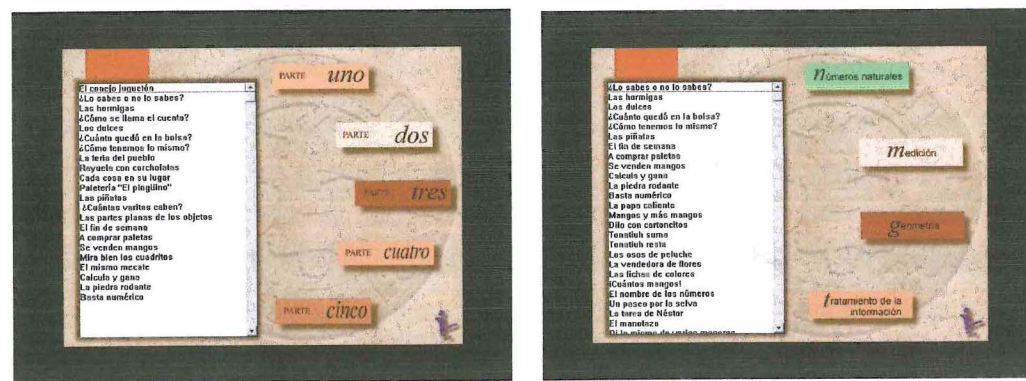 El conejo juguetón
¿Lo sabes o no lo sabes?
Las hormigas
¿Cómo se llama el cuento?
Los dulces
¿Cuánto quedó en la bolsa?
¿Cómo tenemos lo mismo?
La feria del pueblo
Rayuela con corcholatas
Cada cosa en su lugar
Paletería "El pingüino"
Las piñatas
¿Cuántas varitas caben?
Las partes planas de los objetos
El fin de semana
A comprar paletas
Se venden mangos
Mira bien los cuadritos
El mismo mecate
Calcula y gana
La piedra rodante
Basta numérico
PARTE uno
PARTE dos
PARTE tres
PARTE cuatro
PARTE cinco
¿Lo sabes o no lo sabes?
Las hormigas
Los dulces
¿Cuánto quedó en la bolsa?
¿Cómo tenemos lo mismo?
Las piñatas
El fin de semana
A comprar paletas
Se venden mangos
Calcula y gana
La piedra rodante
Basta numérico
La papa caliente
Mangos y más mangos
Dilo con cartoncitos
Tonatiuh suma
Tonatiuh resta
Los osos de peluche
La vendedora de flores
Las fichas de colores
¡Cuántos mangos!
El nombre de los números
Un paseo por la selva
La tarea de Néstor
El manotazo
Di lo mismo de varias maneras
números naturales
medición
geometría
tratamiento de la
información